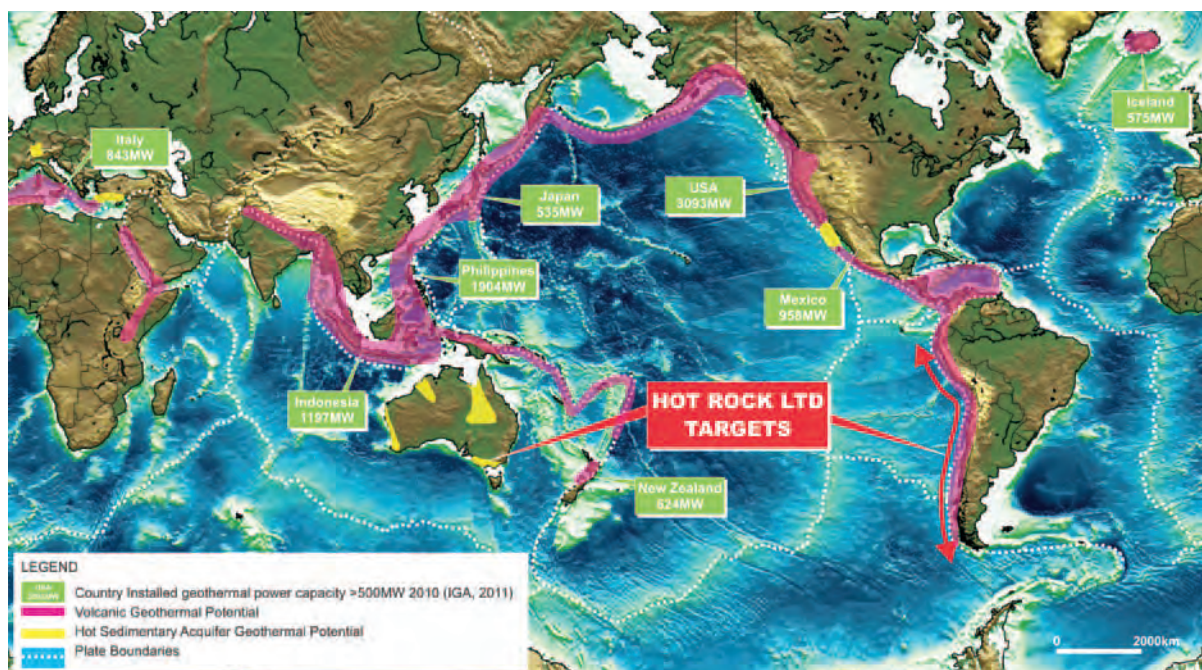 Iceland
575MW
Italy
843MW
Japan
535MW
USA
3093MW
Philippines
1904MW
Mexico
958MW
Indonesia
1197MW
HOT ROCK LTD
TARGETS
New Zealand
624MW
LEGEND
Country Installed geothermal power capacity >500MW 2010 (IGA, 2011)
Volcanic Geothermal Potential
Hot Sedimentary Acquifer Geothermal Potential
Plate Boundaries
0 2000km